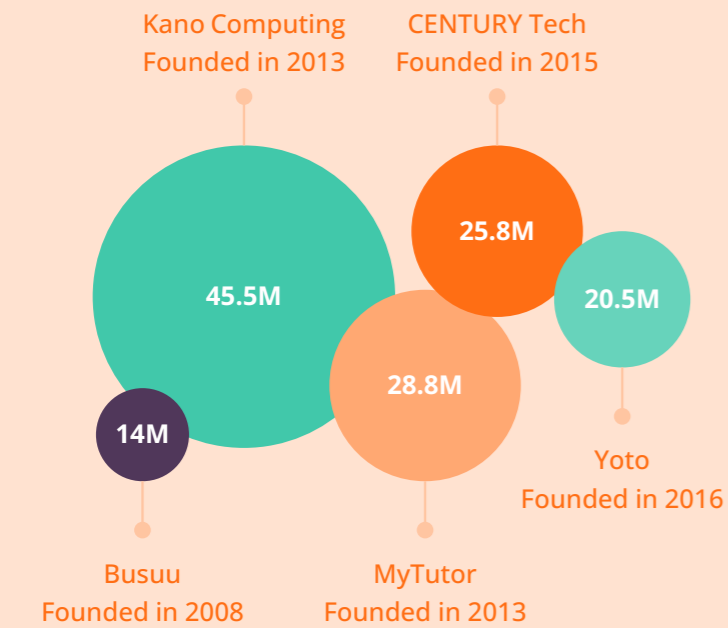 Kano Computing
Founded in 2013
CENTURY Tech
Founded in 2015
45.5M
25.8M
20.5M
28.8M
14M
Yoto
Founded in 2016
Busuu
Founded in 2008
MyTutor
Founded in 2013